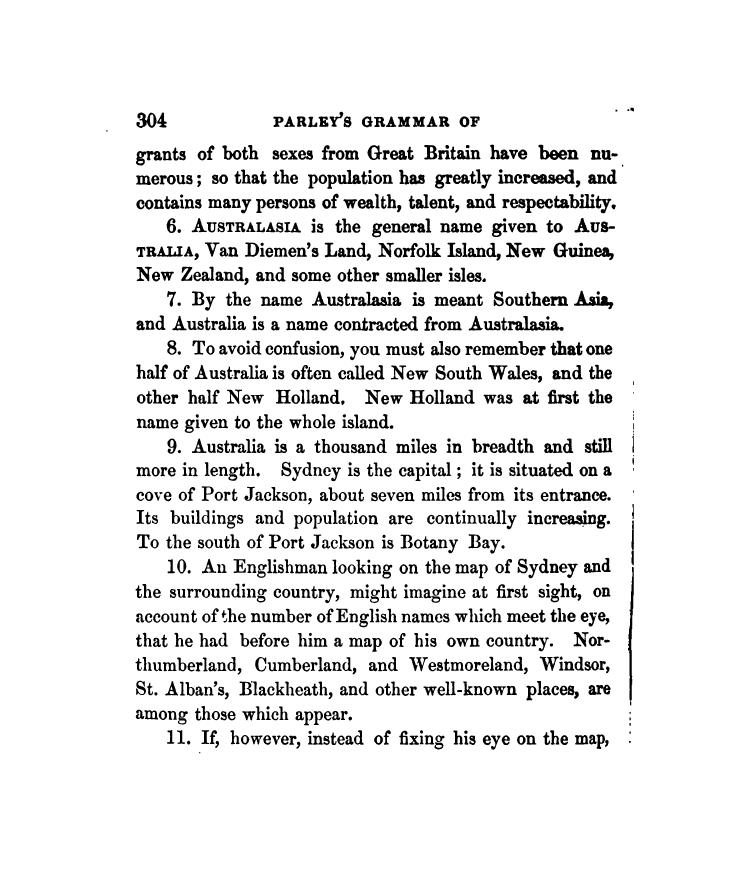 304 PARLEY'S GRAMMAR OF
grants of both sexes from Great Britain have been nu-
merous; so that the population has greatly increased, and
contains many persons of wealth, talent, and respectability.
6. AUSTRALASIA is the general name given to AUS-
TRALIA, Van Diemen's Land, Norfolk Island, New Guinea,
New Zealand, and some other smaller isles.
7. By the name Australasia is meant Southern Asia,
and Australia is a name contracted from Australasia.
8. To avoid confusion, you must also remember that one
half of Australia is often called New South Wales, and the
other half New Holland. New Holland was at first the
name given to the whole island.
9. Australia is a thousand miles in breadth and still
more in length. Sydney is the capital; it is situated on a
cove of Port Jackson, about seven miles from its entrance.
Its buildings and population are continually increasing.
To the south of Port Jackson is Botany Bay.
10. An Englishman looking on the map of Sydney and
the surrounding country, might imagine at first sight, on
account of the number of English names which meet the eye,
that he had before him a map of his own country. Nor-
thumberland, Cumberland, and Westmoreland, Windsor,
St. Alban's, Blackheath, and other well-known places, are
among those which appear.
11. If, however, instead of fixing his eye on the map,